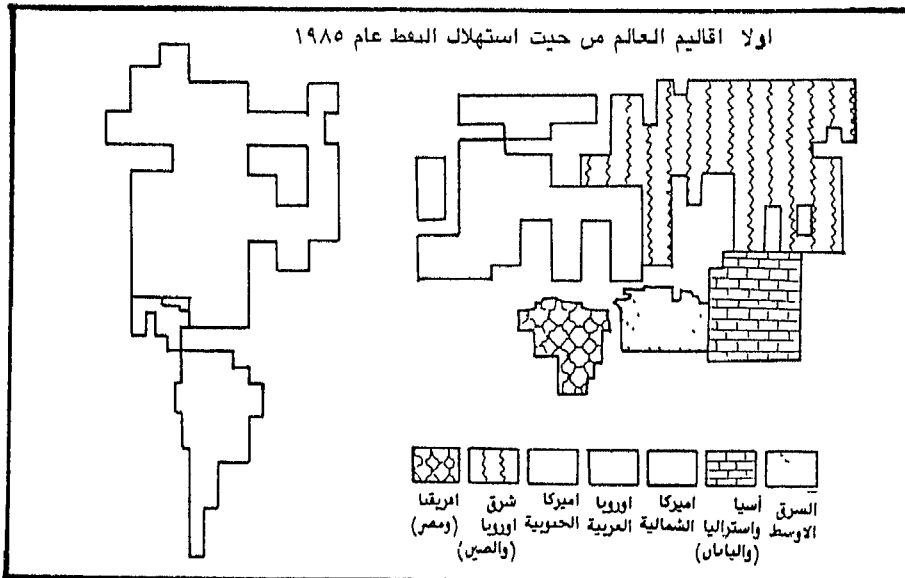 اولا اقاليم العالم من حيت استهلال النفط عام ١٩٨٥
السرق الاوسط
أسيا واستراليا (والبابان)
اميركا الشمالية
اوروبا العربية
اميركا الحنوبية
شرق اوروبا (والصين)
افريقيا (ومصر)